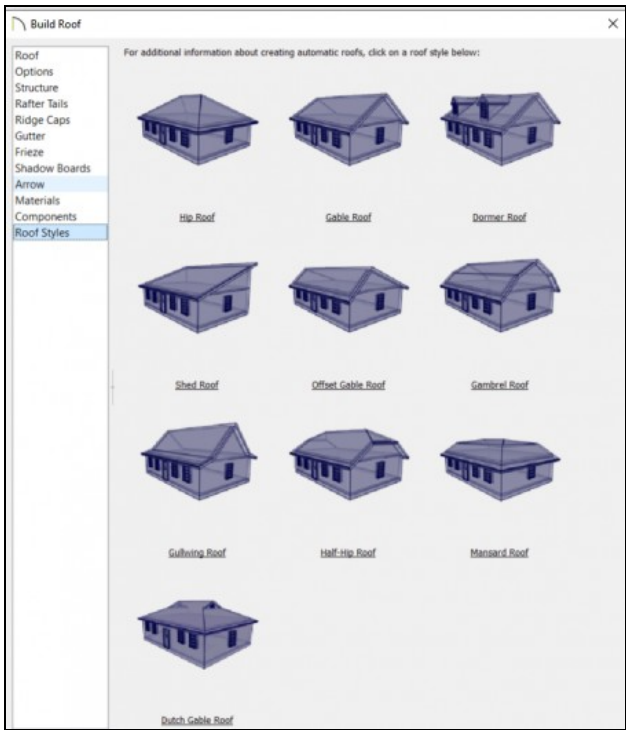 Build Roof
Roof
Options
Structure
Rafter Tails
Ridge Caps
Gutter
Frieze
Shadow Boards
Arrow
Materials
Components
Roof Styles
For additional information about creating automatic roofs, click on a roof style below:
Hip Roof
Gable Roof
Dormer Roof
Shed Roof
Offset Gable Roof
Gambrel Roof
Gullwing Roof
Half-Hip Roof
Mansard Roof
Dutch Gable Roof